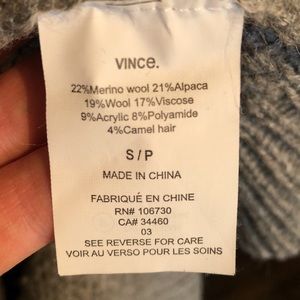 VINCE.
22%Merino wool 21%Alpaca
19%Wool 17%Viscose
9%Acrylic 8%Polyamide
4%Camel hair
S / P
MADE IN CHINA
FABRIQUÉ EN CHINE
RN# 106730
CA# 34460
03
SEE REVERSE FOR CARE
VOIR AU VERSO POUR LES SOINS